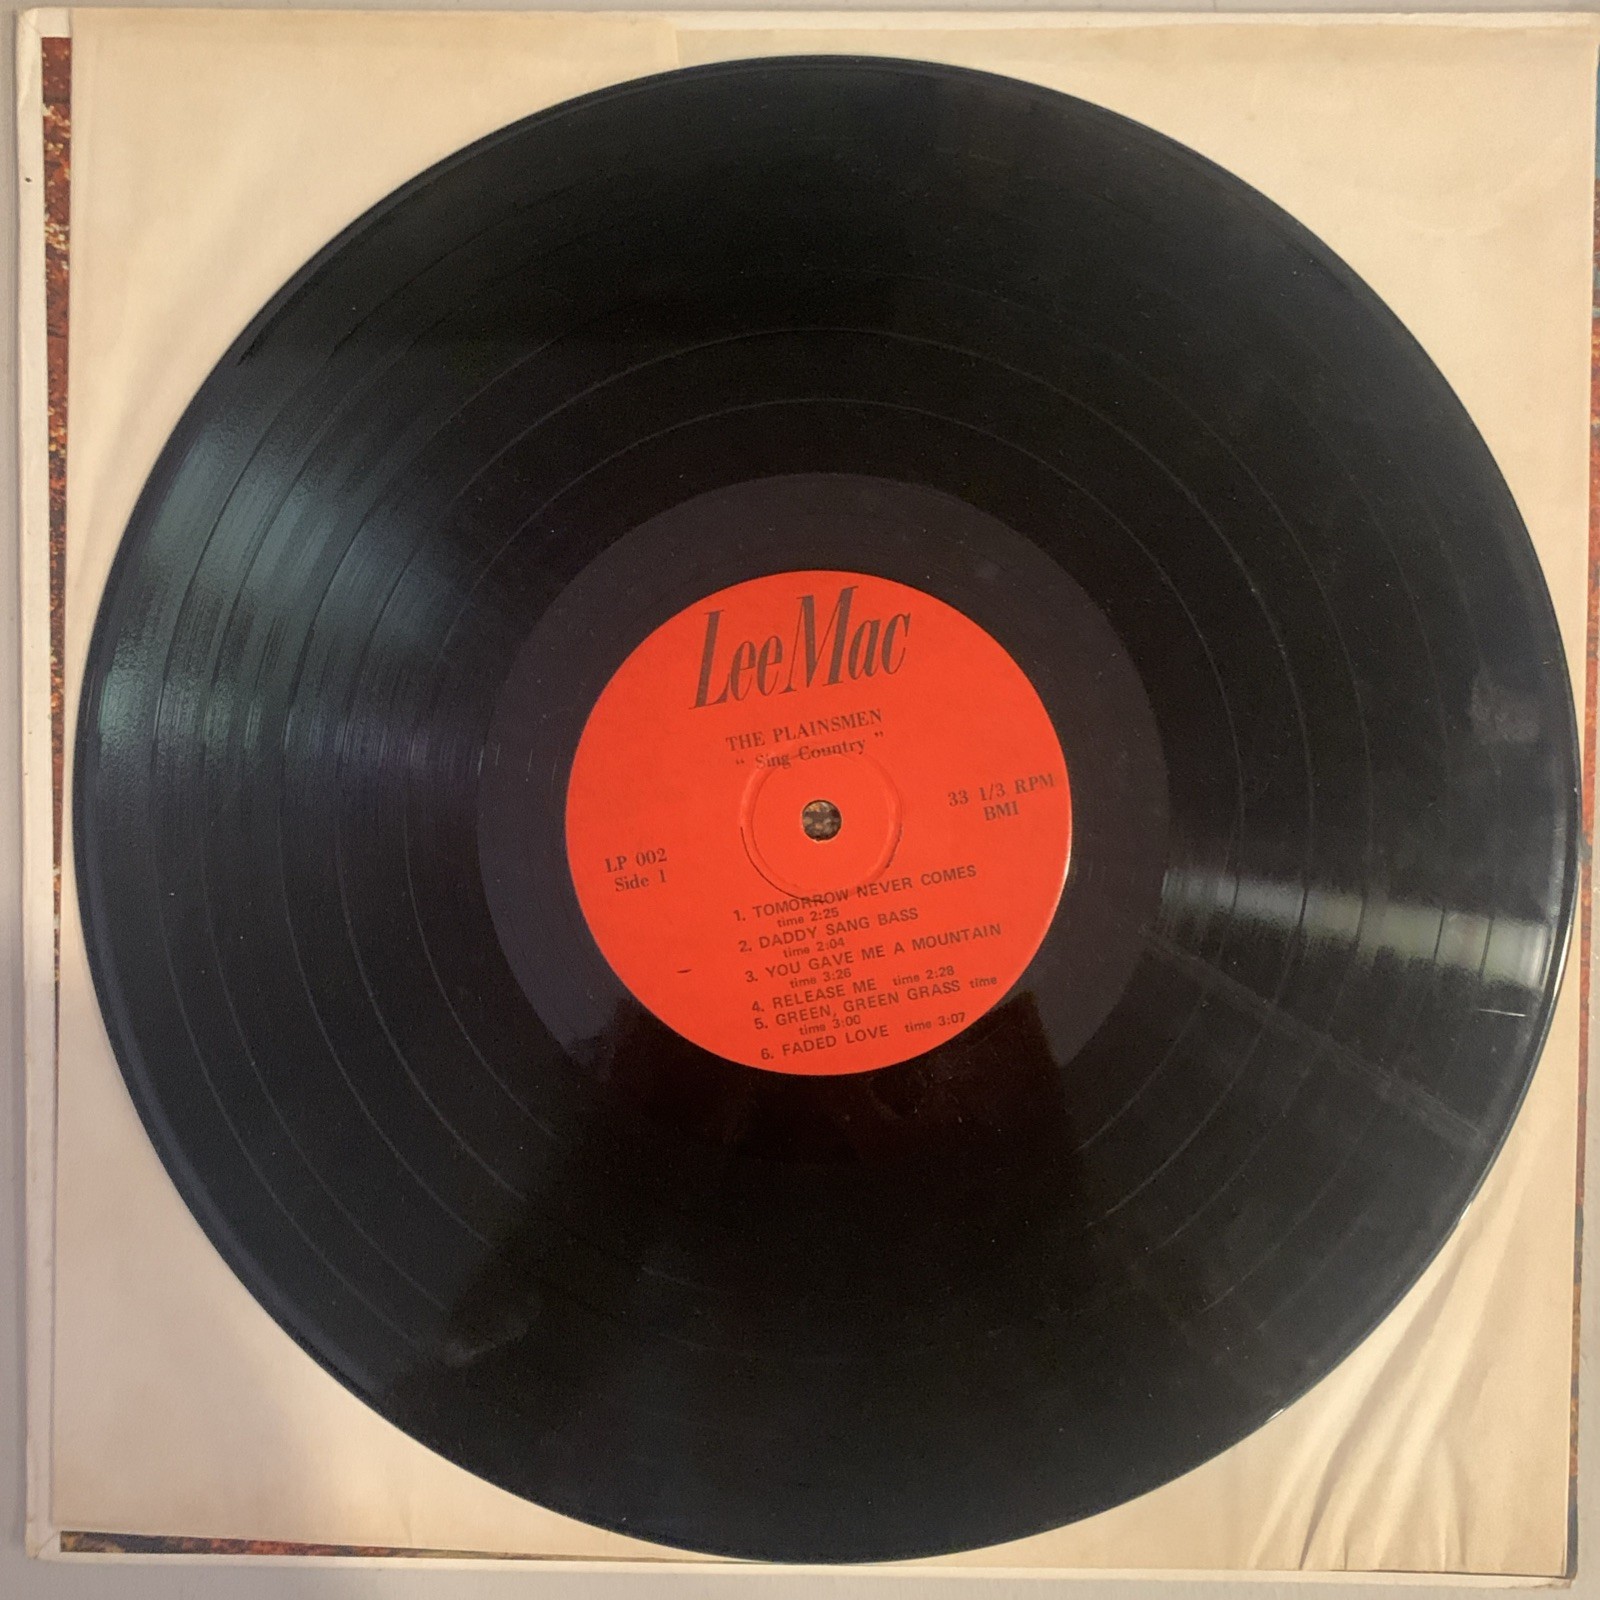 LeeMac
THE PLAINSMEN
“ Sing Country ”
33 1/3 RPM
BMI
LP 002
Side 1
1. TOMORROW NEVER COMES
time 2:25
2. DADDY SANG BASS
time 2:04
3. YOU GAVE ME A MOUNTAIN
time 3:26
4. RELEASE ME time 2:28
5. GREEN, GREEN GRASS time
time 3:00
6. FADED LOVE time 3:07